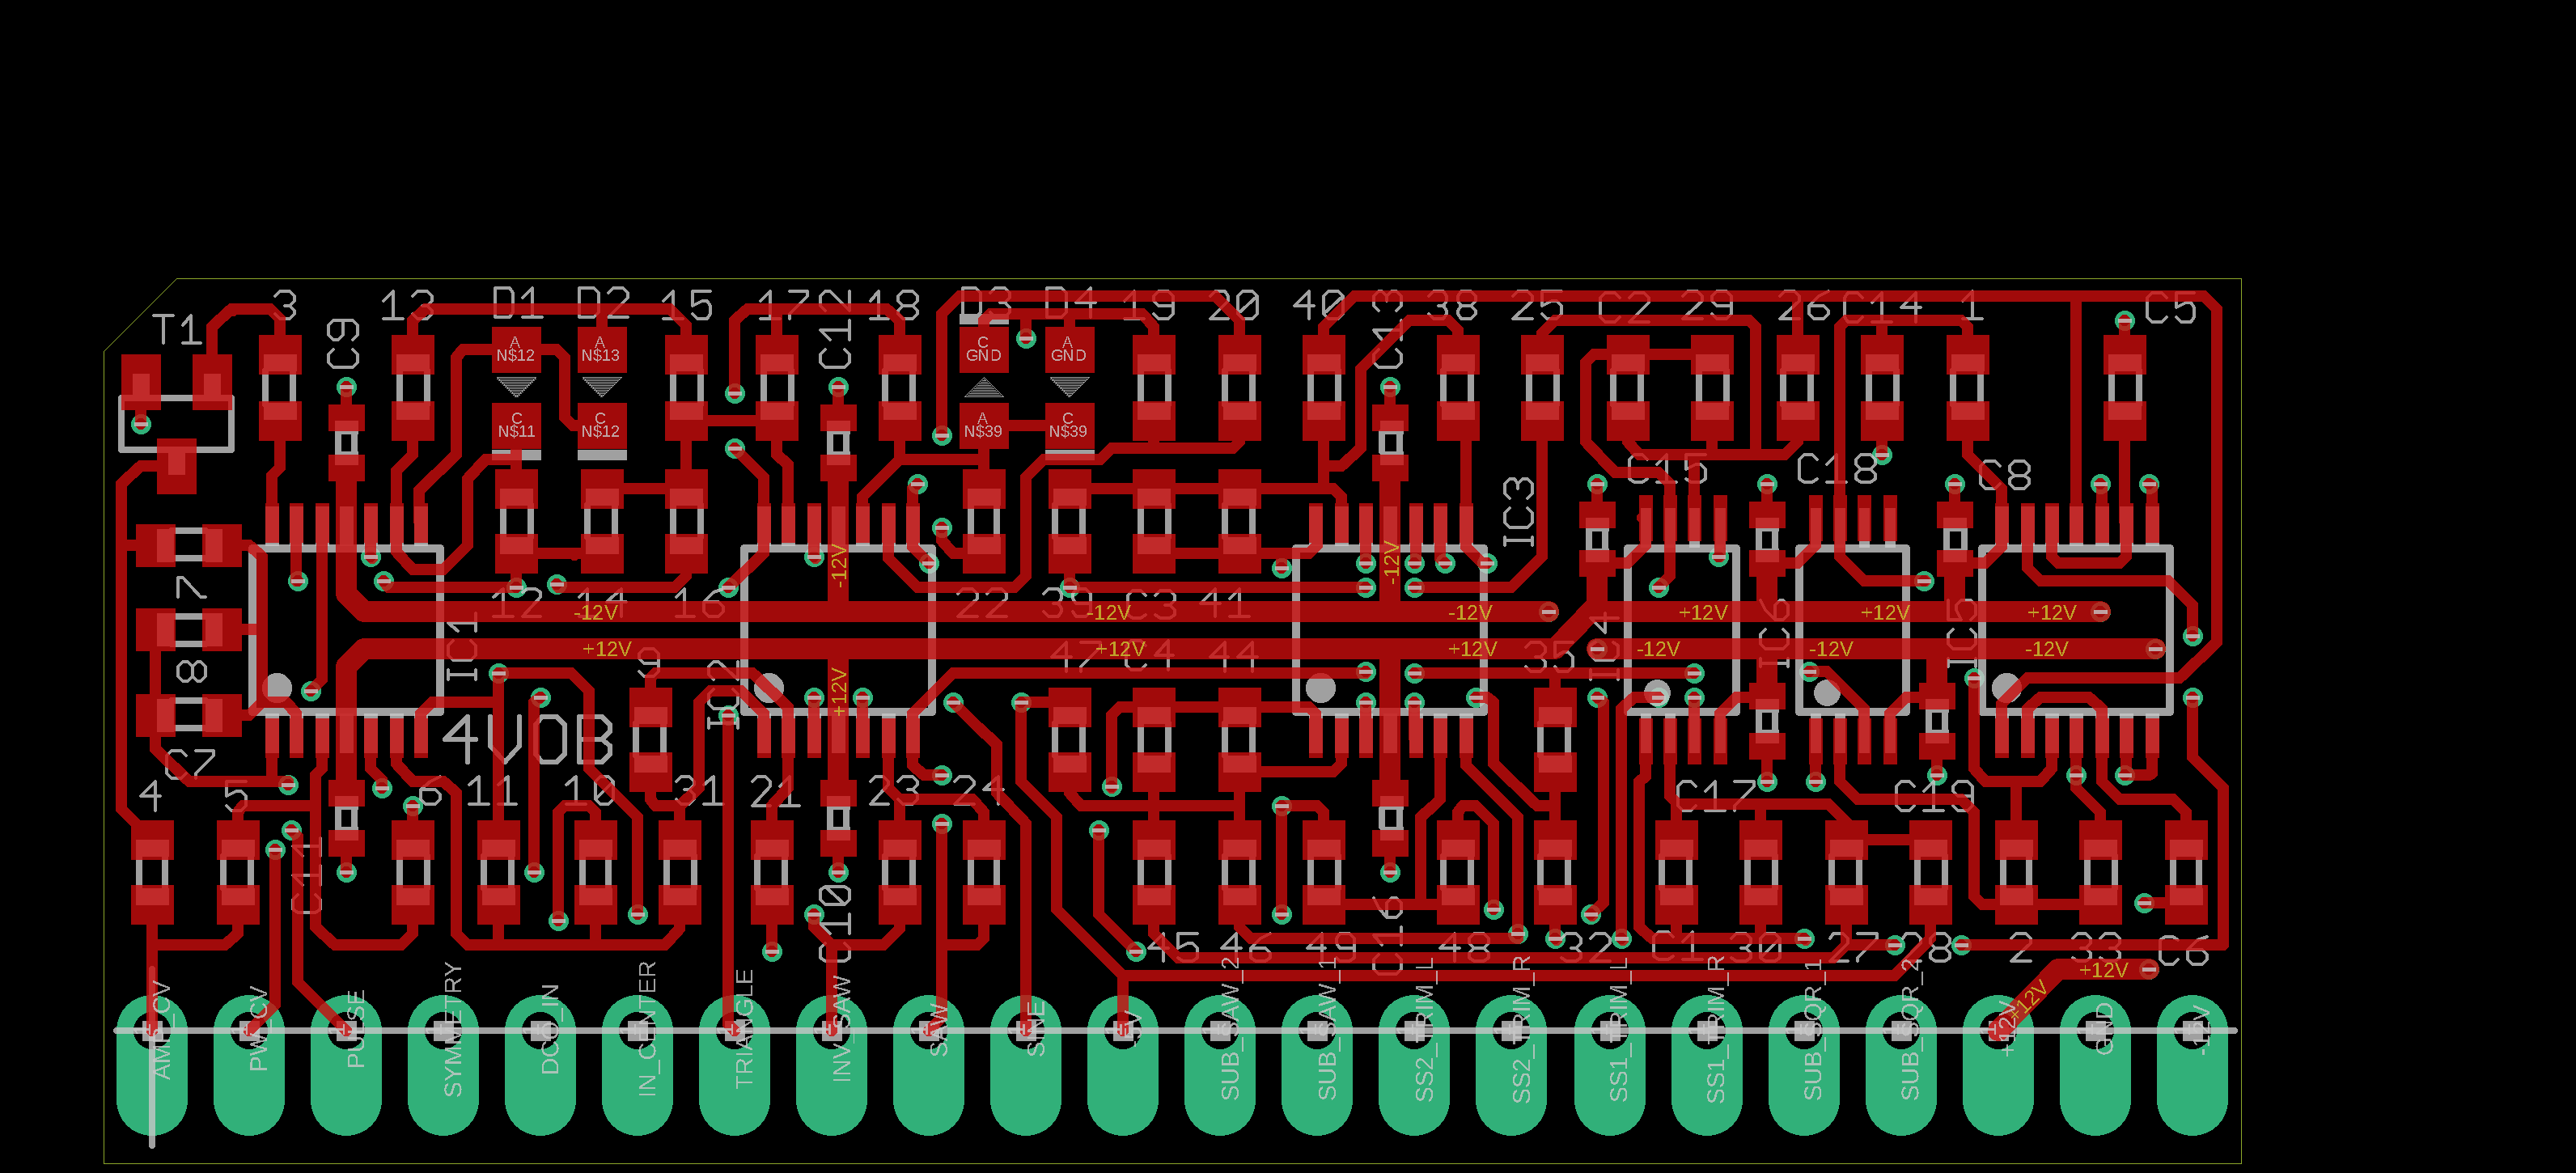 3
13
D1
D2
15
17
C12
18
D3
D4
19
20
40
C13
38
25
C2
29
26
C14
1
C5
T1
C9
A
N$12
A
N$13
C
GND
A
GND
C
N$11
C
N$12
A
N$39
C
N$39
C15
C18
C8
IC3
-12V
-12V
7
12
14
16
22
39
C3
41
-12V
-12V
-12V
+12V
+12V
+12V
IC1
IC4
IC6
IC5
+12V
+12V
+12V
-12V
-12V
-12V
8
9
IC2
+12V
47
C4
44
35
4VOB
C7
4
5
6
11
10
31
21
23
24
C17
C19
C11
C10
C16
45
46
49
48
32
C1
30
27
28
2
33
C6
+12V
+12V
AMP_CV
PW_CV
PULSE
SYMMETRY
DCO_IN
IN_CENTER
TRIANGLE
INV_SAW
SAW
SINE
SUB_SAW_2
SUB_SAW_1
SS2_TRIM_L
SS2_TRIM_R
SS1_TRIM_L
SS1_TRIM_R
SUB_SQR_1
SUB_SQR_2
+12V
GND
-12V